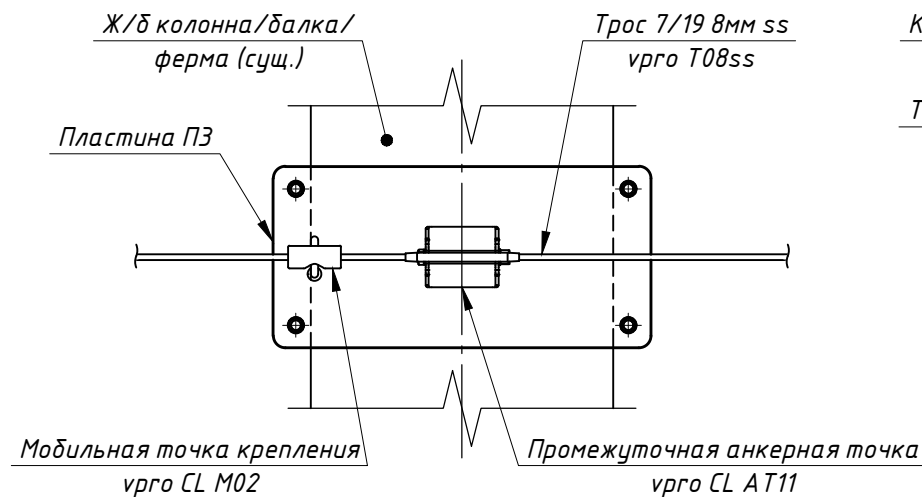 Ж/б колонна/балка/
ферма (сущ.)
Трос 7/19 8мм ss
vpro T08ss
К
Т
Пластина П3
Мобильная точка крепления
vpro CL M02
Промежуточная анкерная точка
vpro CL AT11